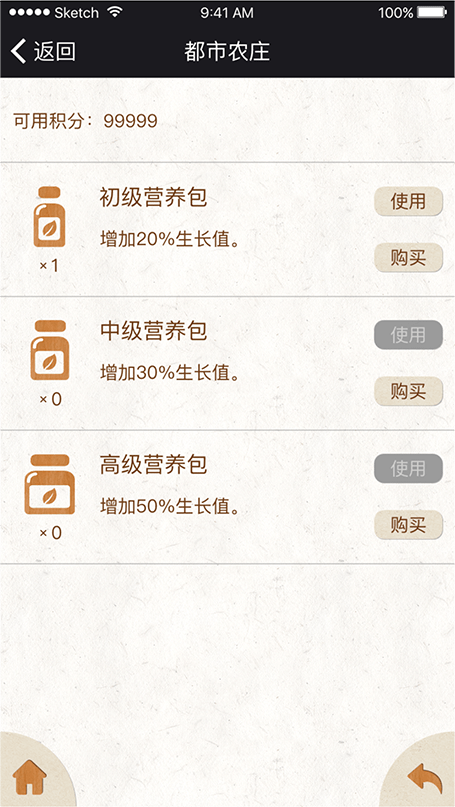 Sketch 9:41 AM 100%
返回 都市农庄
可用积分：99999
初级营养包 使用
增加20%生长值。
×1 购买
中级营养包 使用
增加30%生长值。
×0 购买
高级营养包 使用
增加50%生长值。
×0 购买